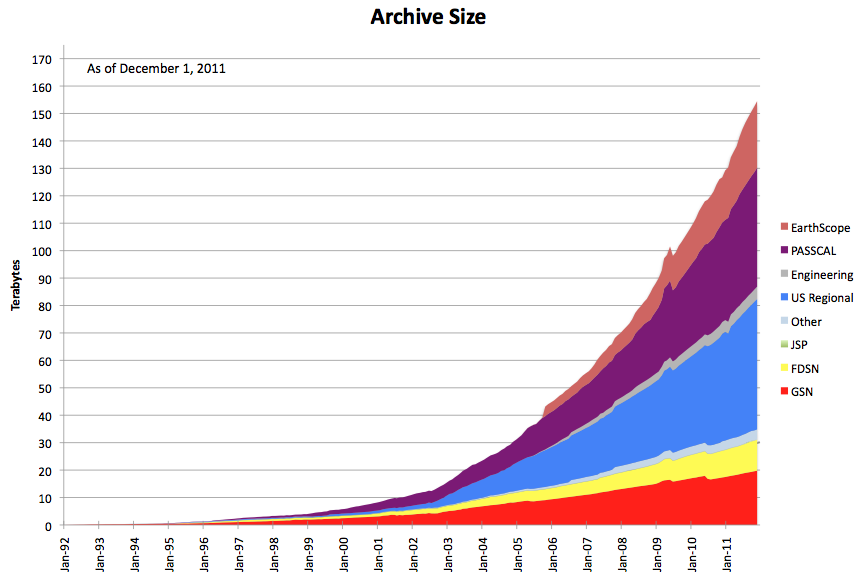 Archive Size
As of December 1, 2011
Terabytes
170
160
150
140
130
120
110
100
90
80
70
60
50
40
30
20
10
0
Jan-92
Jan-93
Jan-94
Jan-95
Jan-96
Jan-97
Jan-98
Jan-99
Jan-00
Jan-01
Jan-02
Jan-03
Jan-04
Jan-05
Jan-06
Jan-07
Jan-08
Jan-09
Jan-10
Jan-11
EarthScope
PASSCAL
Engineering
US Regional
Other
JSP
FDSN
GSN